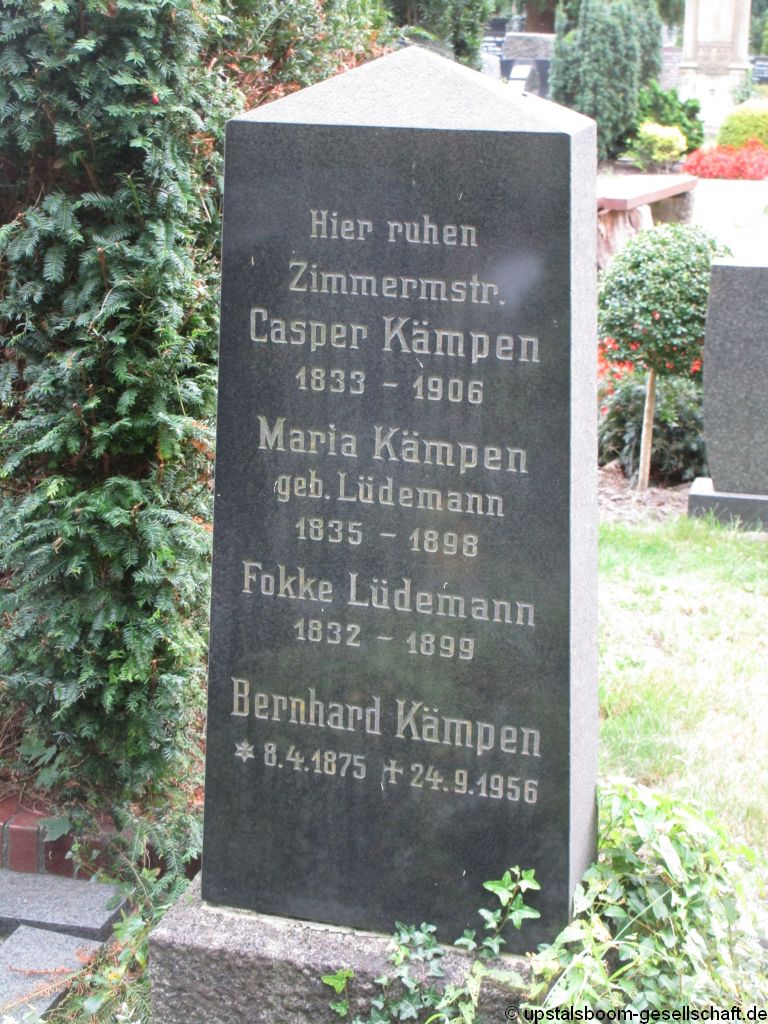 Hier ruhen
Zimmermstr.
Casper Kämpen
1833 - 1906
Maria Kämpen
geb. Lüdemann
1835 - 1898
Fokke Lüdemann
1832 - 1899
Bernhard Kämpen
* 8.4.1875 † 24.9.1956
© upstalsboom-gesellschaft.de